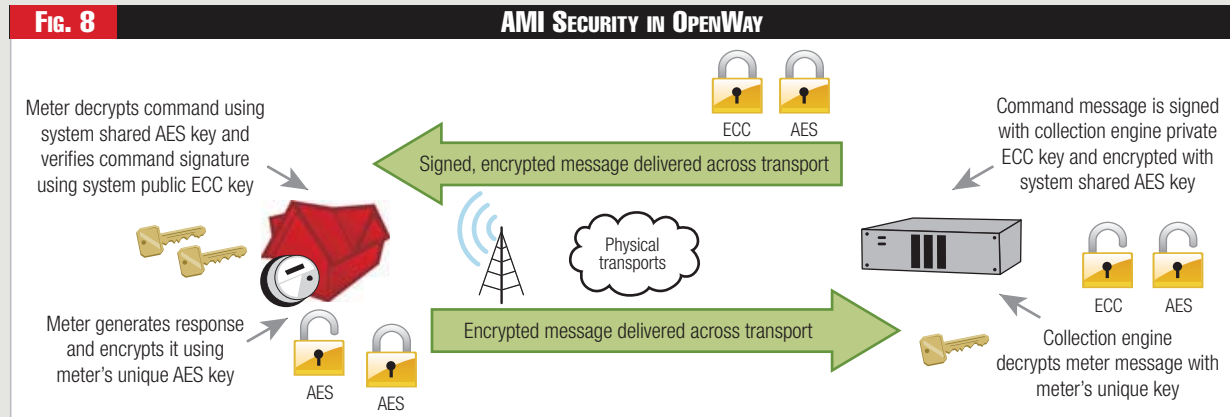 FIG. 8
AMI SECURITY IN OPENWAY
Meter decrypts command using
system shared AES key and
verifies command signature
using system public ECC key
ECC
AES
Signed, encrypted message delivered across transport
Command message is signed
with collection engine private
ECC key and encrypted with
system shared AES key
Physical
transports
ECC
AES
Meter generates response
and encrypts it using
meter's unique AES key
AES
AES
Encrypted message delivered across transport
Collection engine
decrypts meter message with
meter's unique key